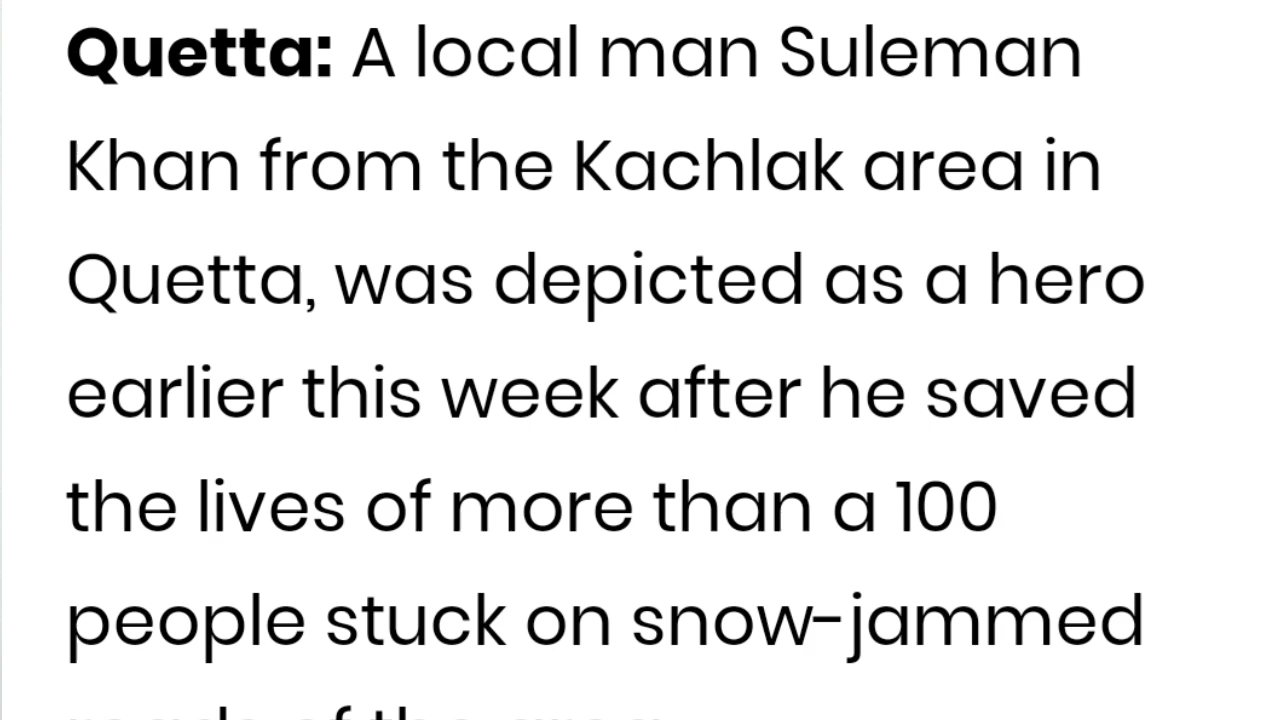 Quetta: A local man Suleman
Khan from the Kachlak area in
Quetta, was depicted as a hero
earlier this week after he saved
the lives of more than a 100
people stuck on snow-jammed